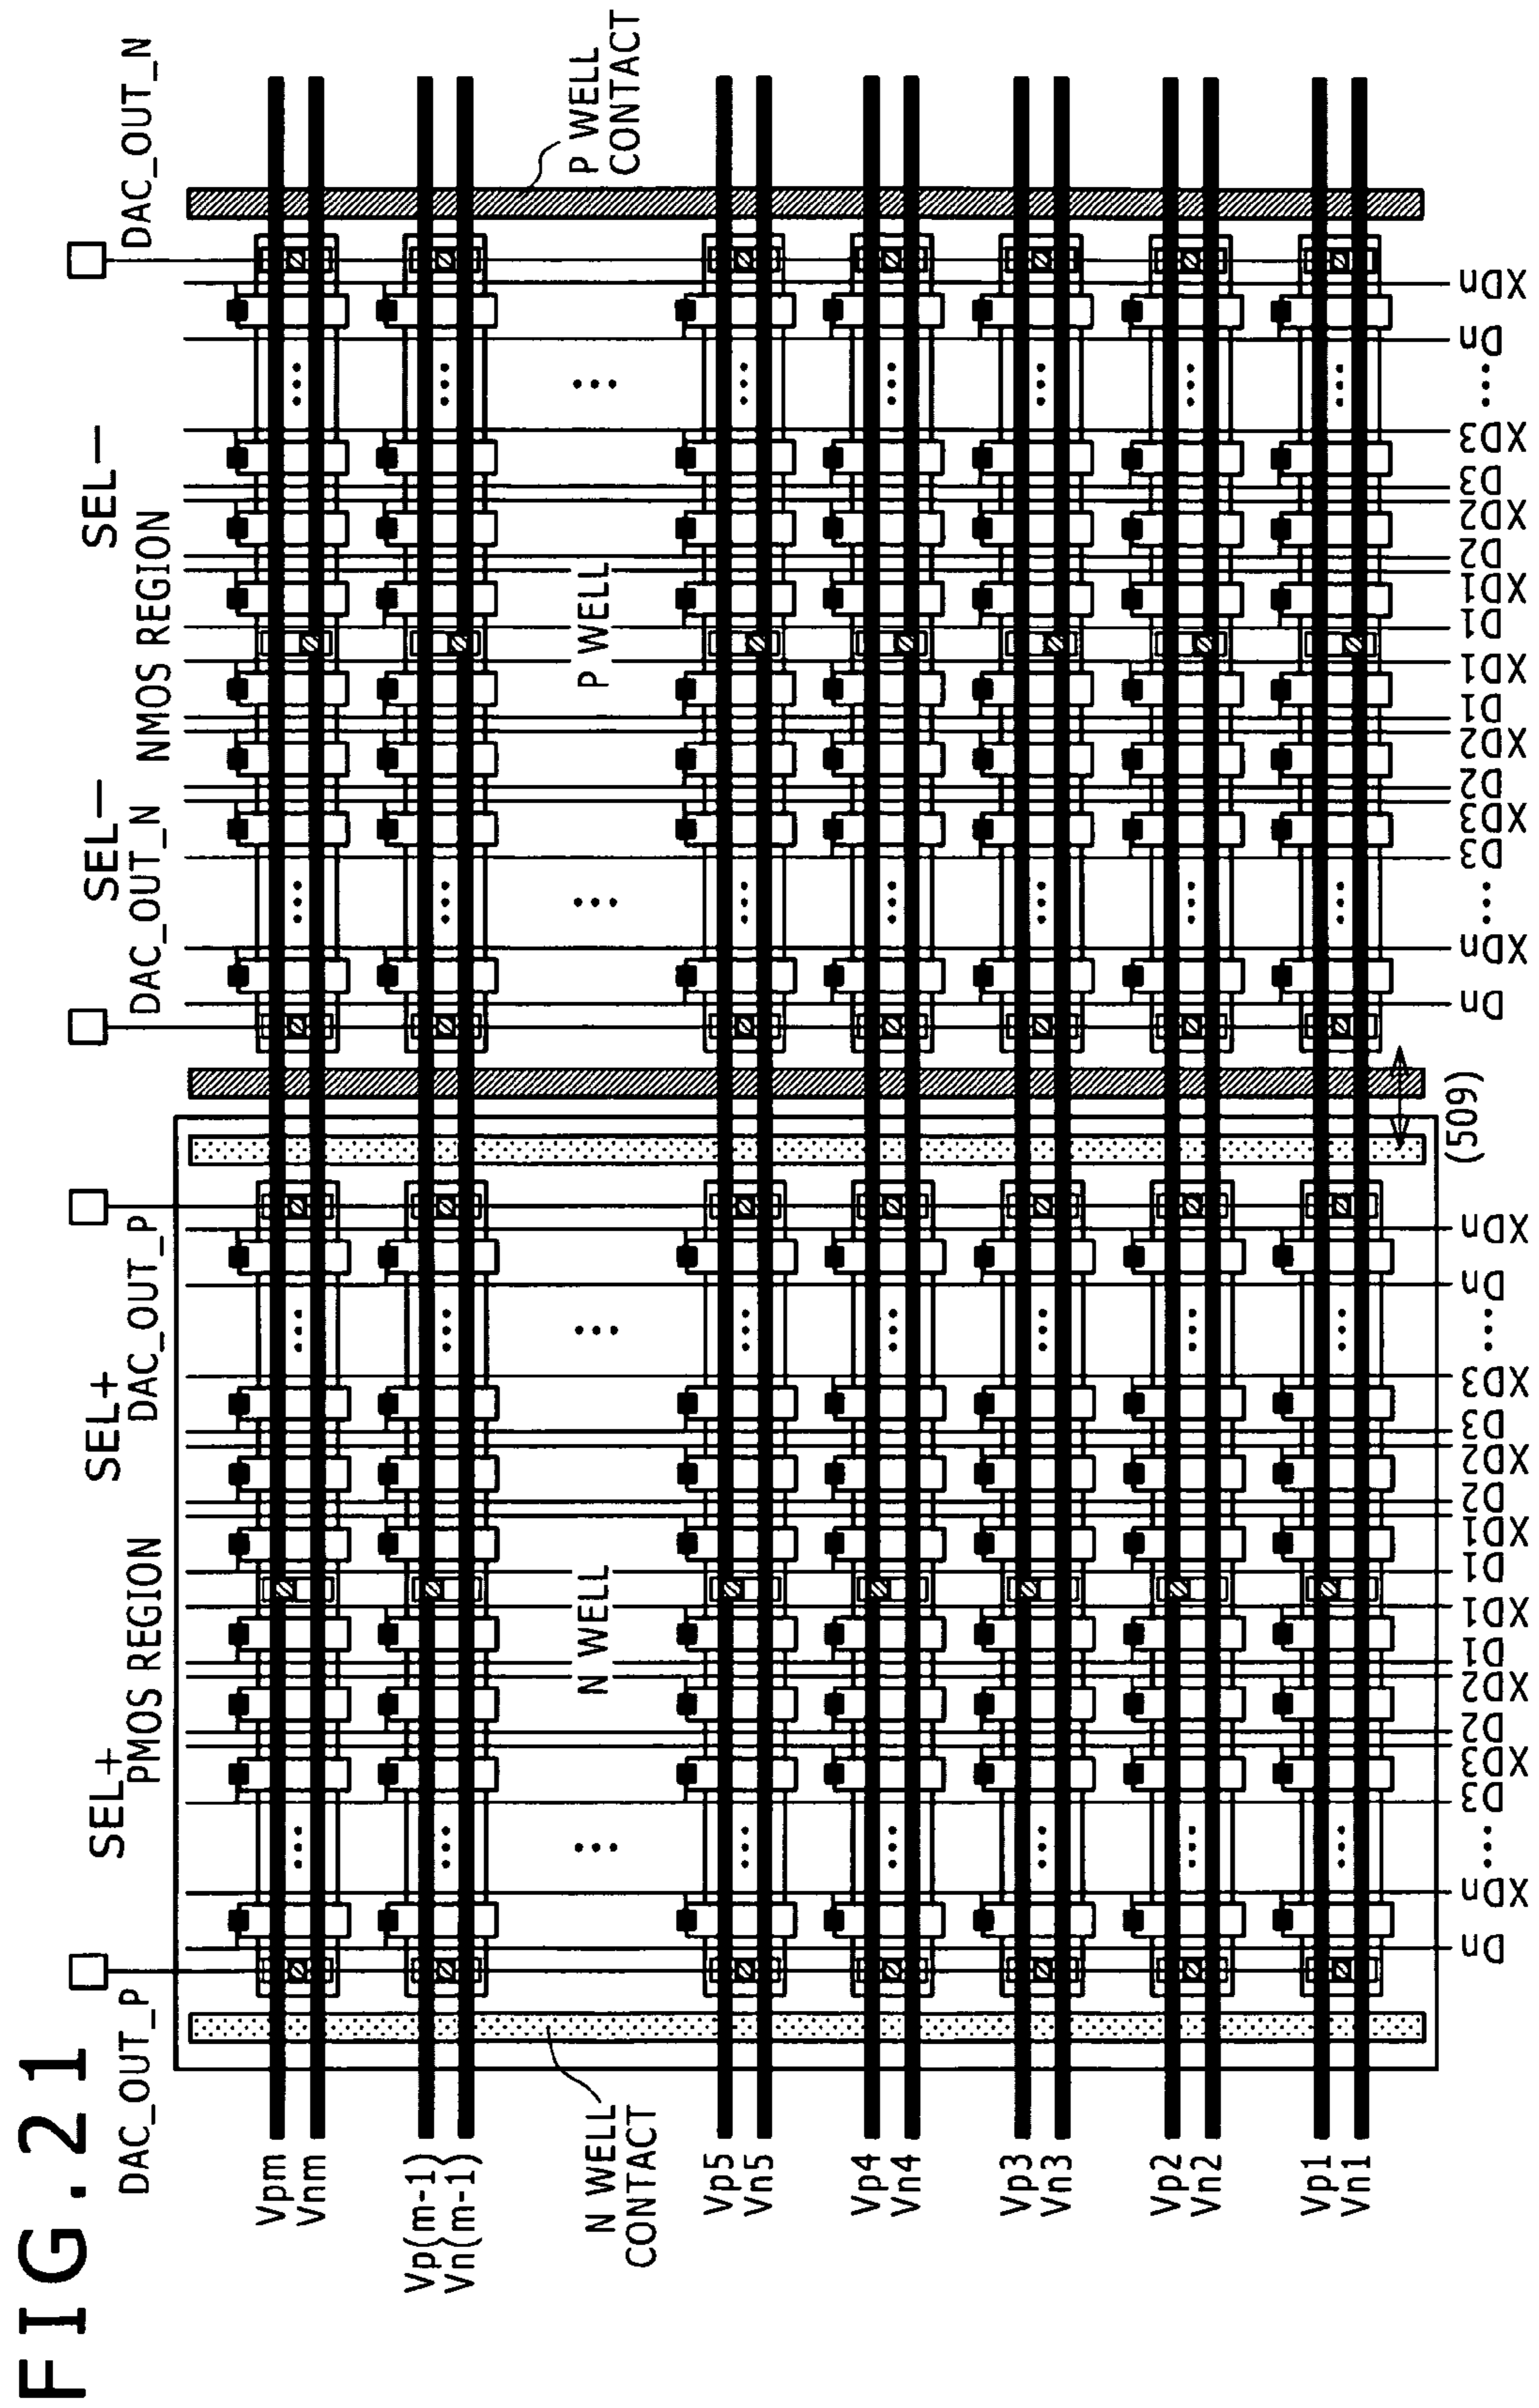 FIG.21
SEL+
SEL+
SEL−
SEL−
DAC_OUT_P
PMOS REGION
DAC_OUT_P
DAC_OUT_N
NMOS REGION
DAC_OUT_N
Vpm
Vnm
Vp(m-1)
Vn(m-1)
N WELL
CONTACT
N WELL
P WELL
P WELL
CONTACT
Vp5
Vn5
Vp4
Vn4
Vp3
Vn3
Vp2
Vn2
Vp1
Vn1
(509)
Dn
XDn
...
D3
XD3
D2
XD2
D1
XD1
D1
XD1
D2
XD2
D3
XD3
...
Dn
XDn
Dn
XDn
...
D3
XD3
D2
XD2
D1
XD1
D1
XD1
D2
XD2
D3
XD3
...
Dn
XDn